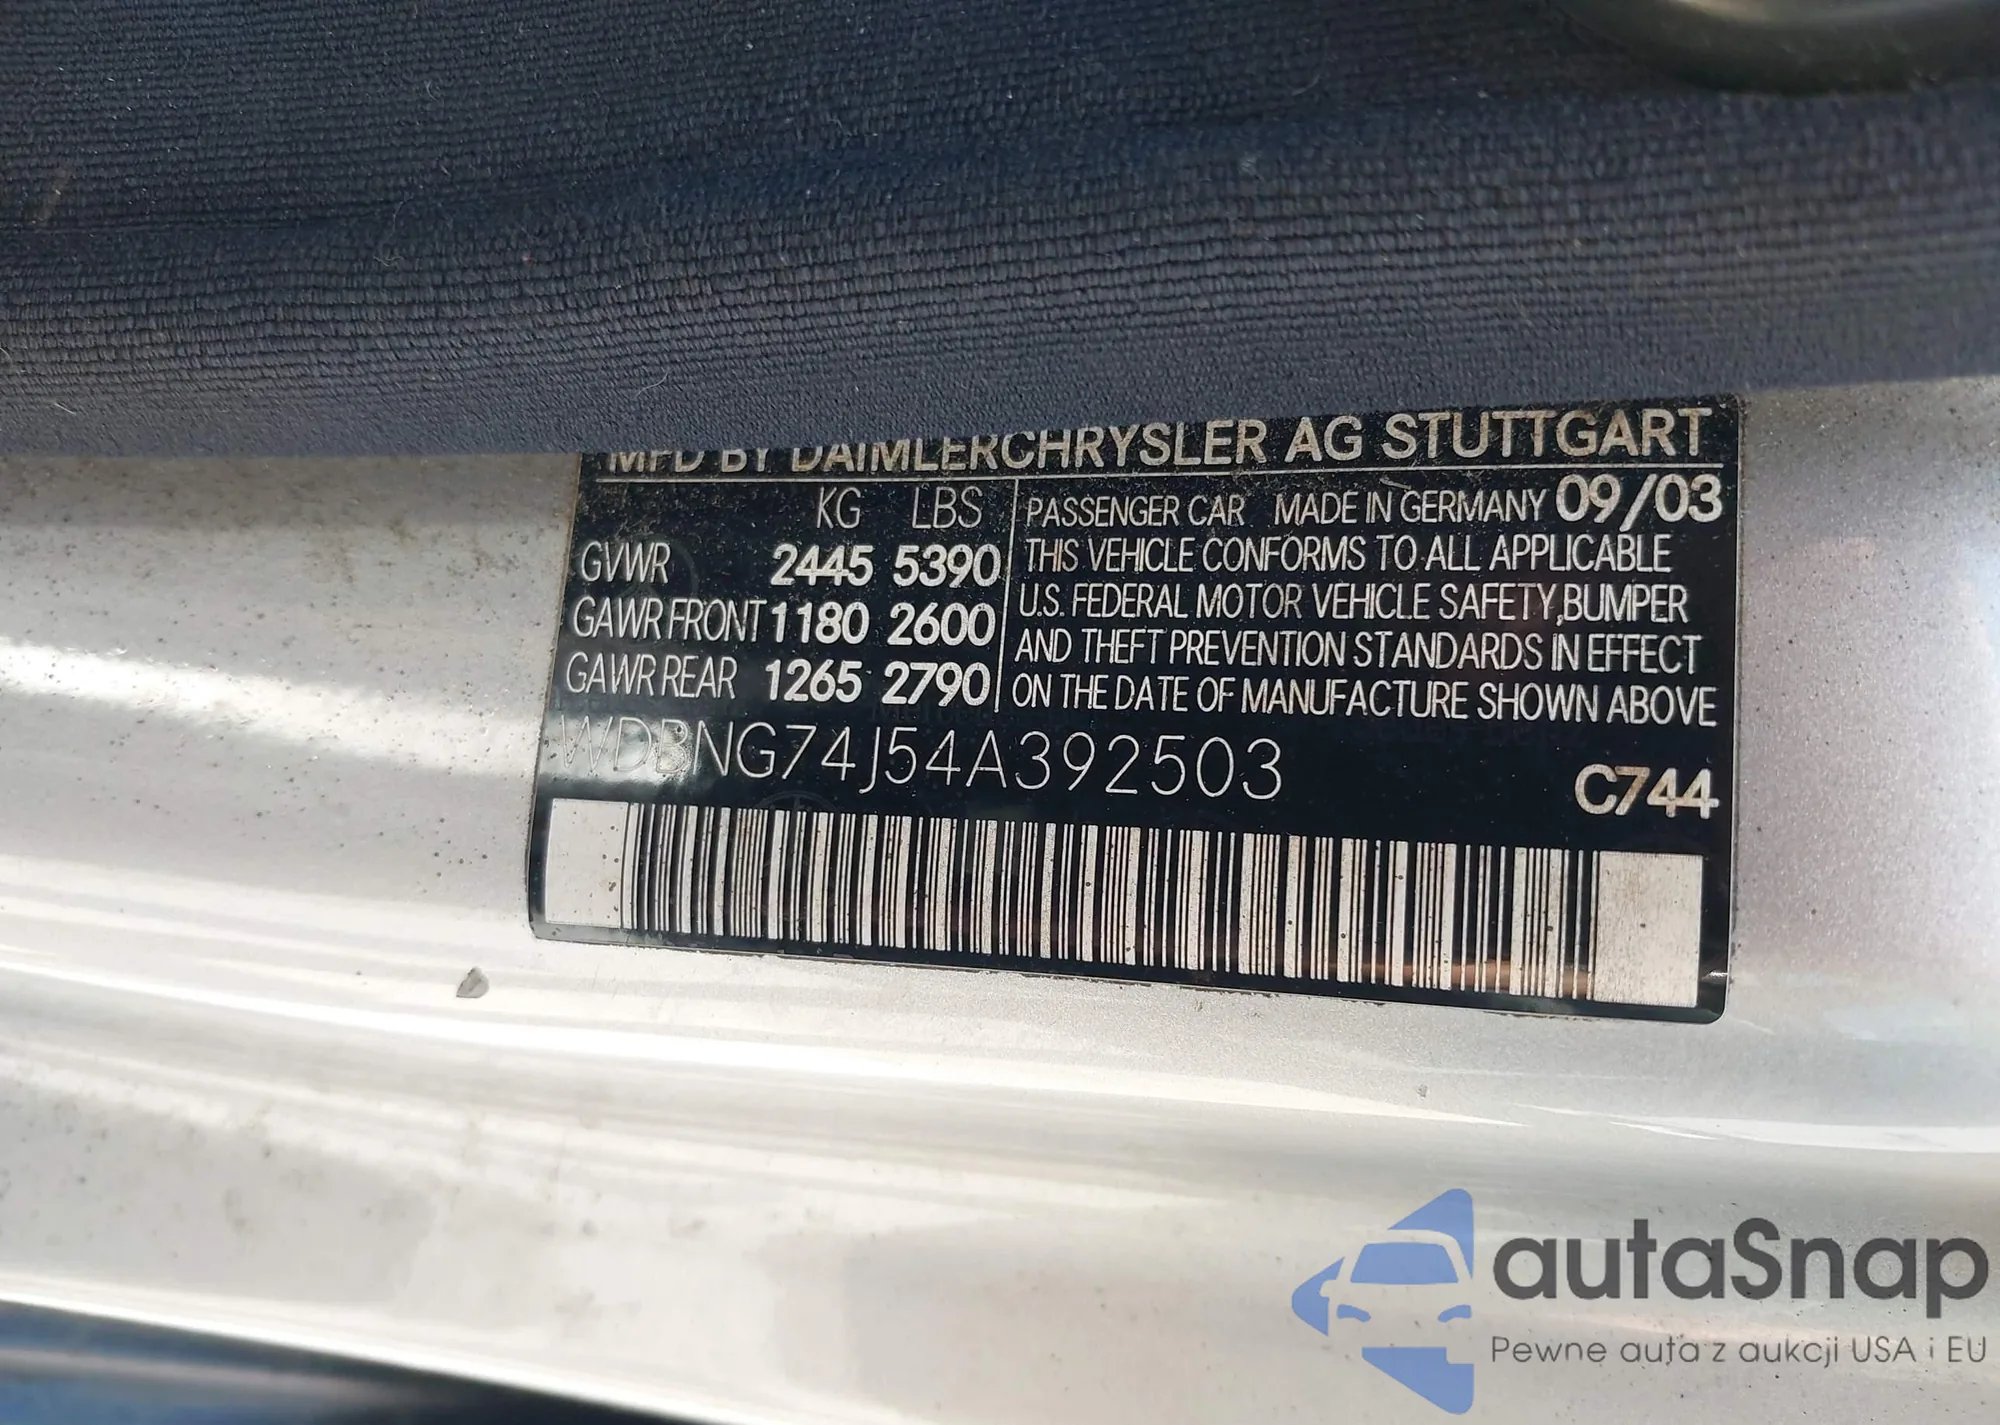 MFD BY DAIMLERCHRYSLER AG STUTTGART
KG LBS
GVWR 2445 5390
GAWR FRONT 1180 2600
GAWR REAR 1265 2790
PASSENGER CAR MADE IN GERMANY 09/03
THIS VEHICLE CONFORMS TO ALL APPLICABLE
U.S. FEDERAL MOTOR VEHICLE SAFETY,BUMPER
AND THEFT PREVENTION STANDARDS IN EFFECT
ON THE DATE OF MANUFACTURE SHOWN ABOVE
WDBNG74J54A392503
C744
autaSnap
Pewne auta z aukcji USA i EU